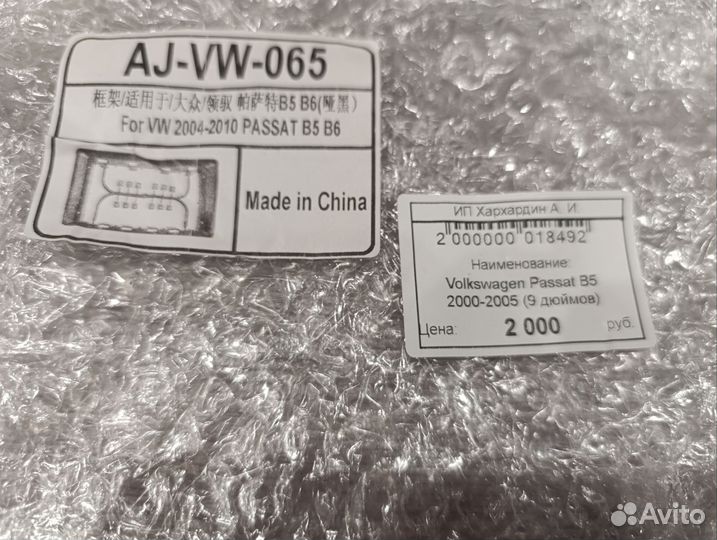 AJ-VW-065
框架/适用于/大众/领驭 帕萨特B5 B6(哑黑)
For VW 2004-2010 PASSAT B5 B6
Made in China
ИП Хархардин А. И.
2 000000 018492
Наименование:
Volkswagen Passat B5
2000-2005 (9 дюймов)
Цена: 2 000 руб.
Avito